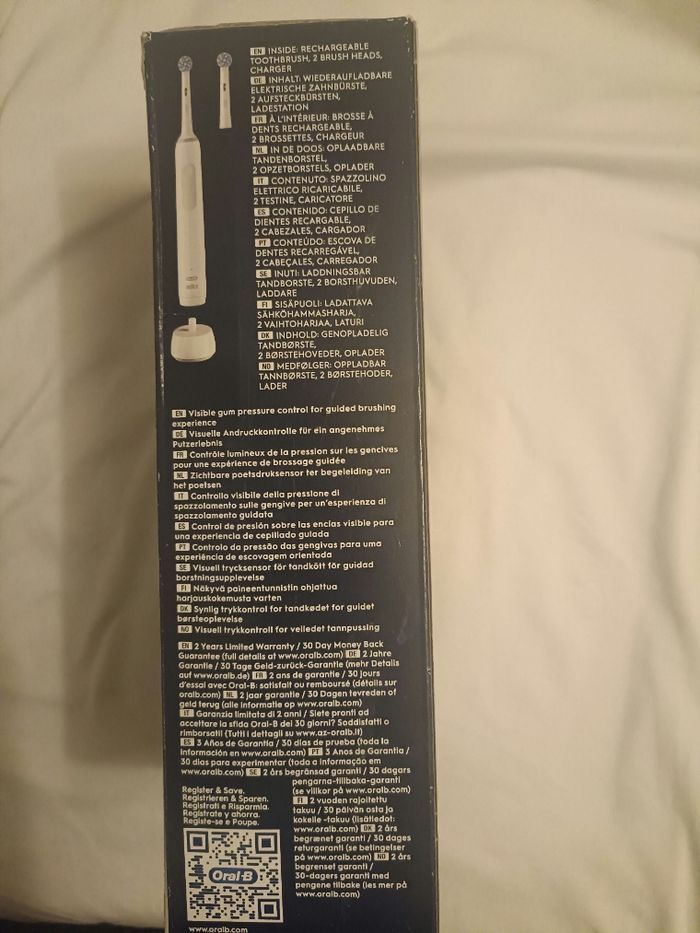 EN INSIDE: RECHARGEABLE
TOOTHBRUSH, 2 BRUSH HEADS,
CHARGER
DE INHALT: WIEDERAUFLADBARE
ELEKTRISCHE ZAHNBÜRSTE,
2 AUFSTECKBÜRSTEN,
LADESTATION
FR À L'INTÉRIEUR: BROSSE À
DENTS RECHARGEABLE,
2 BROSSETTES, CHARGEUR
NL IN DE DOOS: OPLAADBARE
TANDENBORSTEL,
2 OPZETBORSTELS, OPLADER
IT CONTENUTO: SPAZZOLINO
ELETTRICO RICARICABILE,
2 TESTINE, CARICATORE
ES CONTENIDO: CEPILLO DE
DIENTES RECARGABLE,
2 CABEZALES, CARGADOR
PT CONTEÚDO: ESCOVA DE
DENTES RECARREGÁVEL,
2 CABEÇALES, CARREGADOR
SE INUTI: LADDNINGSBAR
TANDBORSTE, 2 BORSTHUVUDEN,
LADDARE
FI SISÄPUOLI: LADATTAVA
SÄHKÖHAMMASHARJA,
2 VAIHTOHARJAA, LATURI
DK INDHOLD: GENOPLADELIG
TANDBØRSTE,
2 BØRSTEHOVEDER, OPLADER
NO MEDFØLGER: OPPLADBAR
TANNBØRSTE, 2 BØRSTEHODER,
LADER
Oral-B
BRAUN
EN Visible gum pressure control for guided brushing
experience
DE Visuelle Andruckkontrolle für ein angenehmes
Putzerlebnis
FR Contrôle lumineux de la pression sur les gencives
pour une expérience de brossage guidée
NL Zichtbare poetsdruksensor ter begeleiding van
het poetsen
IT Controllo visibile della pressione di
spazzolamento sulle gengive per un'esperienza di
spazzolamento guidata
ES Control de presión sobre las encías visible para
una experiencia de cepillado guiada
PT Controlo da pressão das gengivas para uma
experiência de escovagem orientada
SE Visuell trycksensor för tandkött för guidad
borstningsupplevelse
FI Näkyvä paineentunnistin ohjattua
harjauskokemusta varten
DK Synlig trykkontrol for tandkødet for guidet
børsteoplevelse
NO Visuell trykkontroll for veiledet tannpussing
EN 2 Years Limited Warranty / 30 Day Money Back
Guarantee (full details at www.oralb.com) DE 2 Jahre
Garantie / 30 Tage Geld-zurück-Garantie (mehr Details
auf www.oralb.de) FR 2 ans de garantie / 30 jours
d'essai avec Oral-B: satisfait ou remboursé (détails sur
oralb.com) NL 2 jaar garantie / 30 Dagen tevreden of
geld terug (alle informatie op www.oralb.com)
IT Garanzia limitata di 2 anni / Siete pronti ad
accettare la sfida Oral-B dei 30 giorni? Soddisfatti o
rimborsati (Tutti i dettagli su www.az-oralb.it)
ES 3 Años de Garantía / 30 días de prueba (toda la
información en www.oralb.com) PT 3 Anos de Garantia /
30 dias para experimentar (toda a informação em
www.oralb.com) SE 2 års begränsad garanti / 30 dagars
pengarna-tillbaka-garanti
(se villkor på www.oralb.com)
FI 2 vuoden rajoitettu
takuu / 30 päivän osta ja
kokeile -takuu (lisätiedot:
www.oralb.com) DK 2 års
begrænset garanti / 30 dages
returgaranti (se betingelser
på www.oralb.com) NO 2 års
begrenset garanti /
30-dagers garanti med
pengene tilbake (les mer på
www.oralb.com)
Register & Save.
Registrieren & Sparen.
Registrati e Risparmia.
Regístrate y ahorra.
Registe-se e Poupe.
Oral-B
www.oralb.com